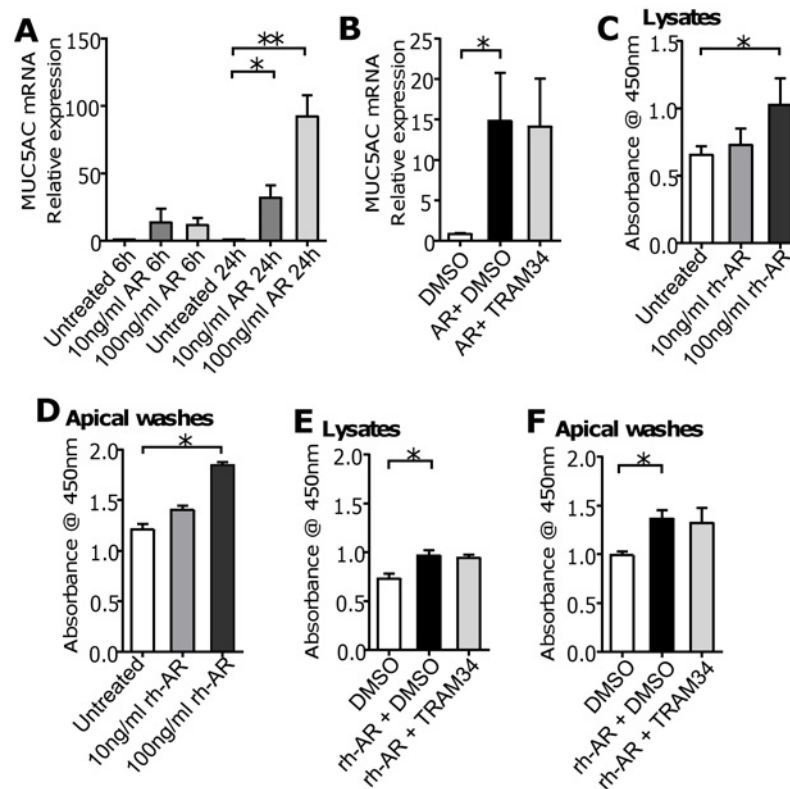 A
MUC5AC mRNA
Relative expression
150
100
50
0
**
*
Untreated 6h
10ng/ml AR 6h
100ng/ml AR 6h
Untreated 24h
10ng/ml AR 24h
100ng/ml AR 24h
B
MUC5AC mRNA
Relative expression
25
20
15
10
5
0
*
DMSO
AR+ DMSO
AR+ TRAM34
C Lysates
Absorbance @ 450nm
1.5
1.0
0.5
0.0
*
Untreated
10ng/ml rh-AR
100ng/ml rh-AR
D Apical washes
Absorbance @ 450nm
2.0
1.5
1.0
0.5
0.0
*
Untreated
10ng/ml rh-AR
100ng/ml rh-AR
E Lysates
Absorbance @ 450nm
2.0
1.5
1.0
0.5
0.0
*
DMSO
rh-AR + DMSO
rh-AR + TRAM34
F Apical washes
Absorbance @ 450nm
2.0
1.5
1.0
0.5
0.0
*
DMSO
rh-AR + DMSO
rh-AR + TRAM34